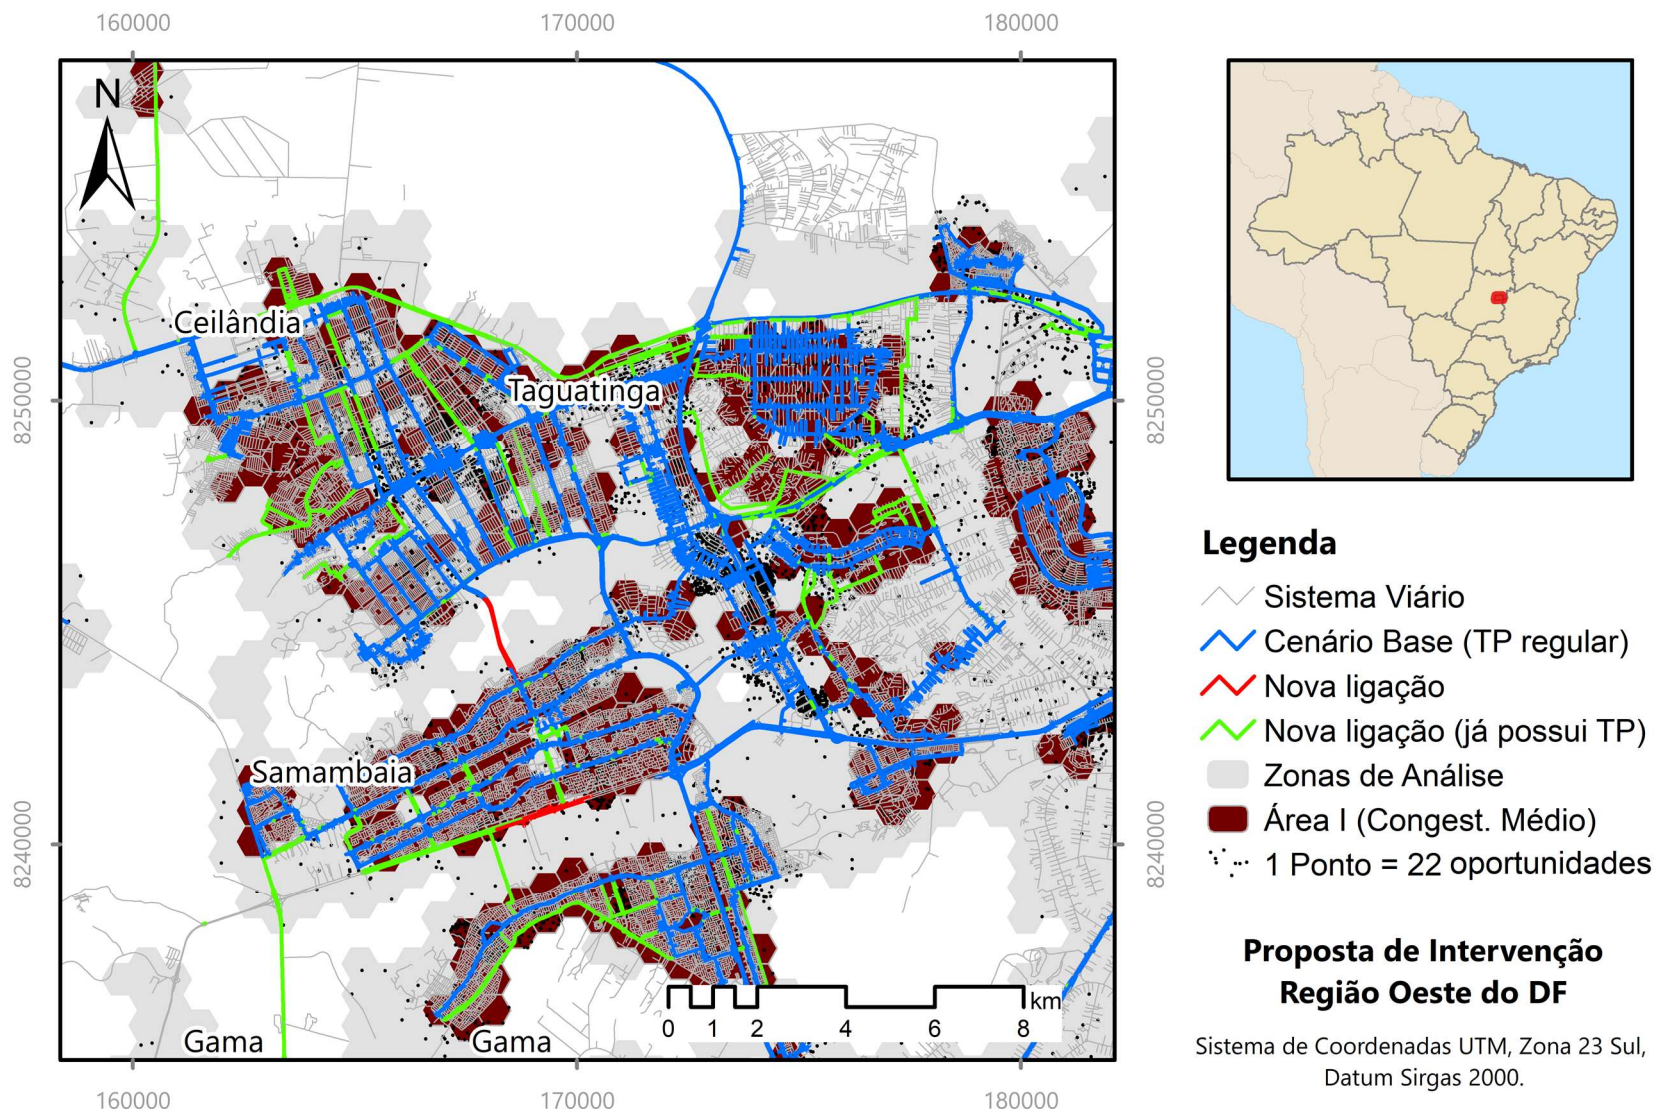 160000
170000
180000
N
Ceilândia
8250000
8250000
Taguatinga
Samambaia
8240000
8240000
km
0 1 2 4 6 8
Gama
Gama
160000
170000
180000
Legenda
Sistema Viário
Cenário Base (TP regular)
Nova ligação
Nova ligação (já possui TP)
Zonas de Análise
Área I (Congest. Médio)
1 Ponto = 22 oportunidades
Proposta de Intervenção
Região Oeste do DF
Sistema de Coordenadas UTM, Zona 23 Sul,
Datum Sirgas 2000.